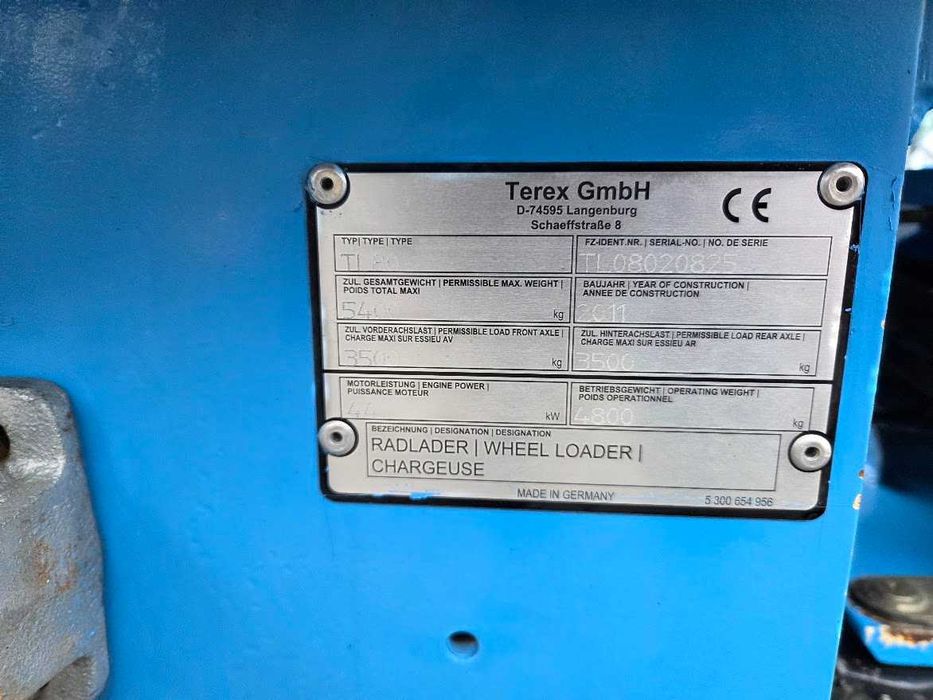 Terex GmbH
D-74595 Langenburg
Schaeffstraße 8
CE
TYP| TYPE | TYPE
TL80
FZ-IDENT.NR. | SERIAL-NO. | NO. DE SERIE
TL08020825
ZUL. GESAMTGEWICHT | PERMISSIBLE MAX. WEIGHT |
POIDS TOTAL MAXI
kg
BAUJAHR | YEAR OF CONSTRUCTION |
ANNEE DE CONSTRUCTION
2011
ZUL. VORDERACHSLAST | PERMISSIBLE LOAD FRONT AXLE |
CHARGE MAXI SUR ESSIEU AV
3500
kg
ZUL. HINTERACHSLAST | PERMISSIBLE LOAD REAR AXLE |
CHARGE MAXI SUR ESSIEU AR
3500
kg
MOTORLEISTUNG | ENGINE POWER |
PUISSANCE MOTEUR
44
kW
BETRIEBSGEWICHT | OPERATING WEIGHT |
POIDS OPERATIONNEL
4800
kg
BEZEICHNUNG | DESIGNATION | DESIGNATION
RADLADER | WHEEL LOADER |
CHARGEUSE
MADE IN GERMANY
5 300 654 956